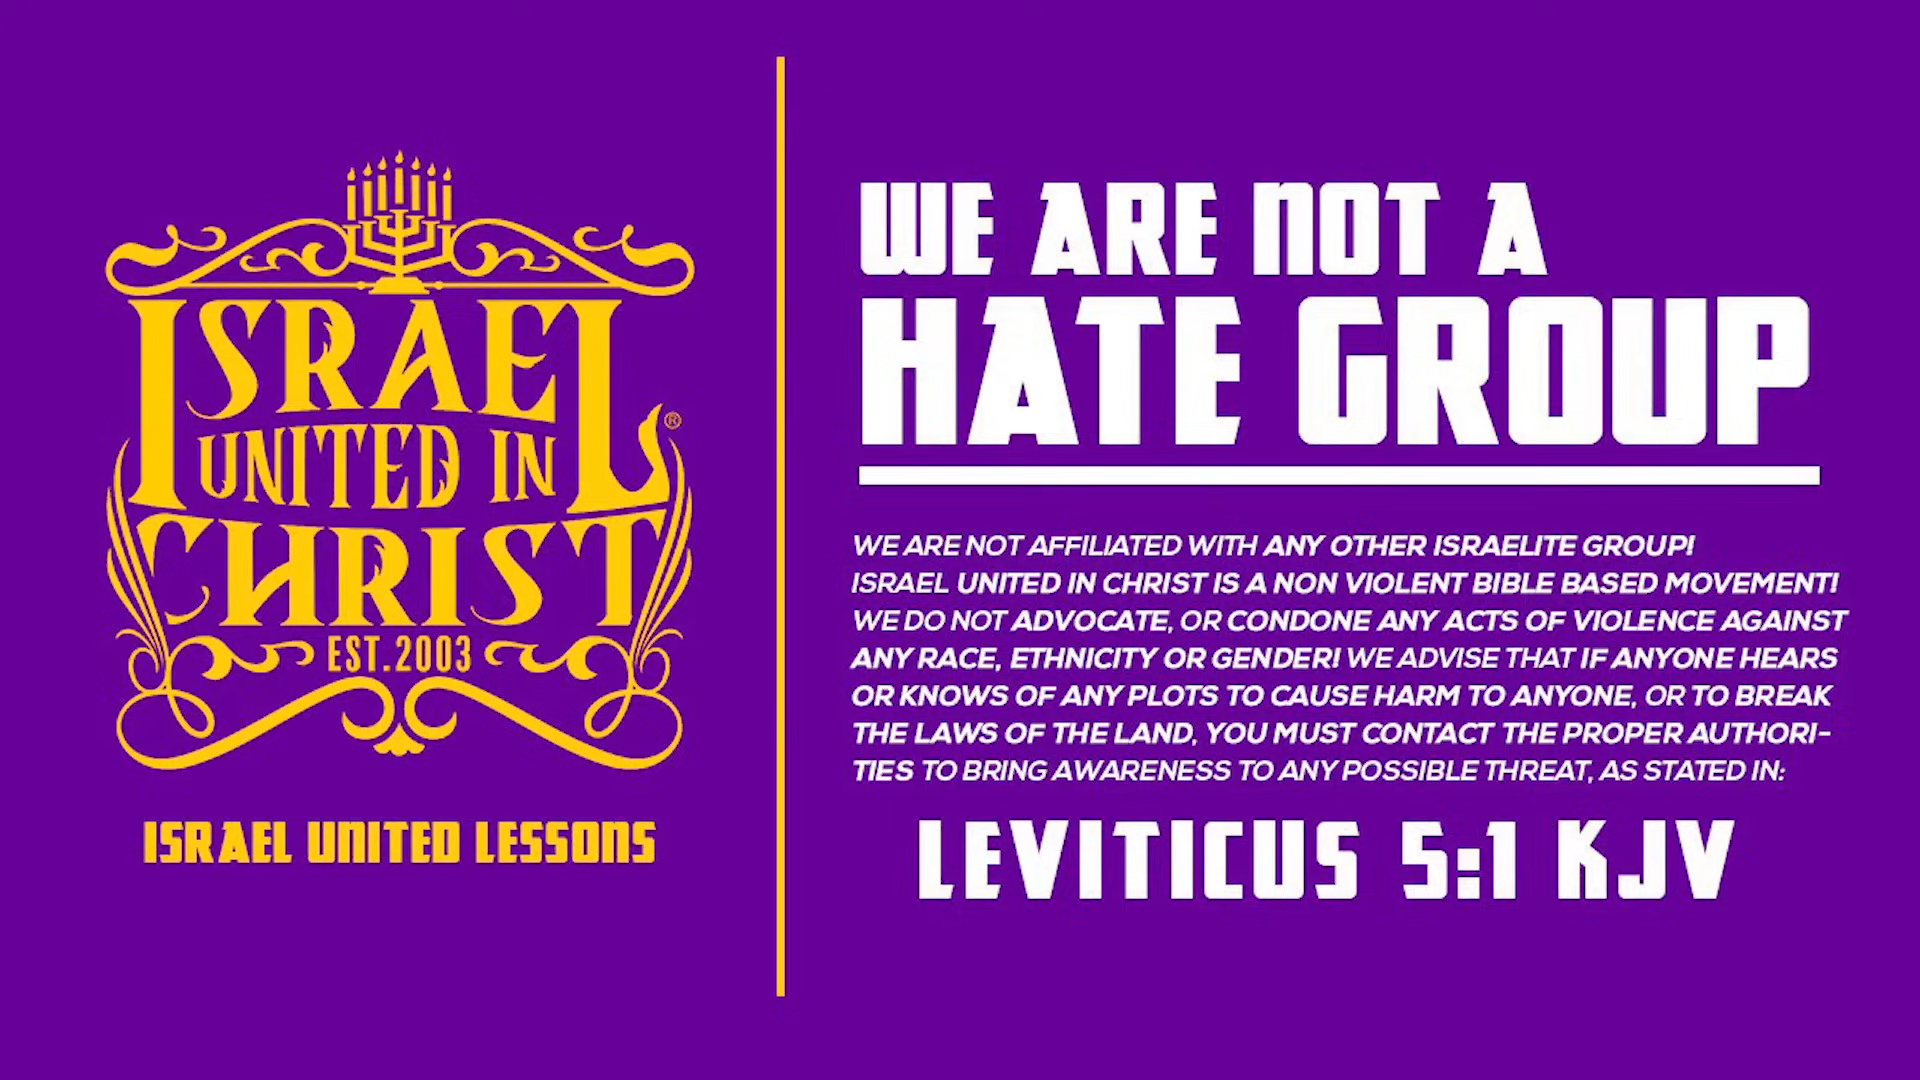 ISRAEL
UNITED IN
CHRIST
®
EST.2003
ISRAEL UNITED LESSONS
WE ARE NOT A
HATE GROUP
WE ARE NOT AFFILIATED WITH ANY OTHER ISRAELITE GROUP!
ISRAEL UNITED IN CHRIST IS A NON VIOLENT BIBLE BASED MOVEMENT!
WE DO NOT ADVOCATE, OR CONDONE ANY ACTS OF VIOLENCE AGAINST
ANY RACE, ETHNICITY OR GENDER! WE ADVISE THAT IF ANYONE HEARS
OR KNOWS OF ANY PLOTS TO CAUSE HARM TO ANYONE, OR TO BREAK
THE LAWS OF THE LAND, YOU MUST CONTACT THE PROPER AUTHORI-
TIES TO BRING AWARENESS TO ANY POSSIBLE THREAT, AS STATED IN:
LEVITICUS 5:1 KJV